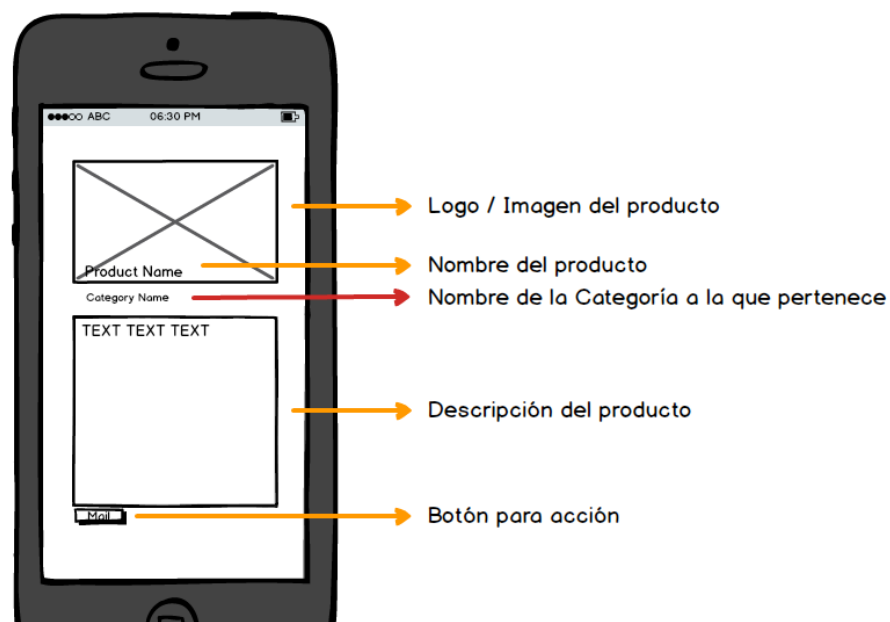 ABC 06:30 PM
Logo / Imagen del producto
Product Name
Nombre del producto
Category Name
Nombre de la Categoría a la que pertenece
TEXT TEXT TEXT
Descripción del producto
Mail
Botón para acción